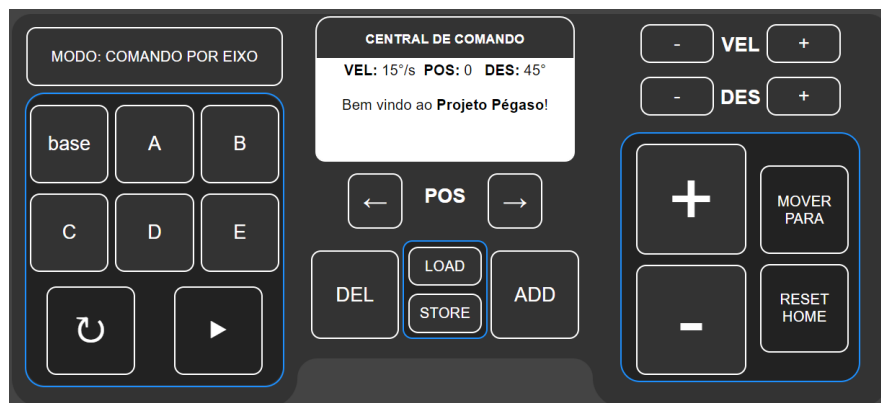 MODO: COMANDO POR EIXO
base
A
B
C
D
E
CENTRAL DE COMANDO
VEL: 15°/s POS: 0 DES: 45°
Bem vindo ao Projeto Pégaso!
← POS →
DEL
LOAD
STORE
ADD
- VEL +
- DES +
+
-
MOVER
PARA
RESET
HOME